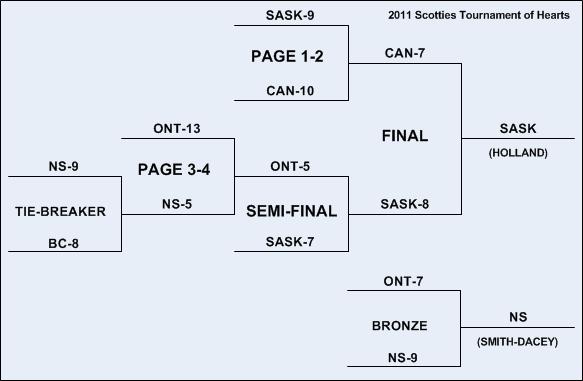 2011 Scotties Tournament of Hearts
SASK-9
PAGE 1-2
CAN-10
CAN-7
FINAL
SASK-8
SASK
(HOLLAND)
ONT-13
PAGE 3-4
NS-5
NS-9
TIE-BREAKER
BC-8
ONT-5
SEMI-FINAL
SASK-7
ONT-7
BRONZE
NS-9
NS
(SMITH-DACEY)